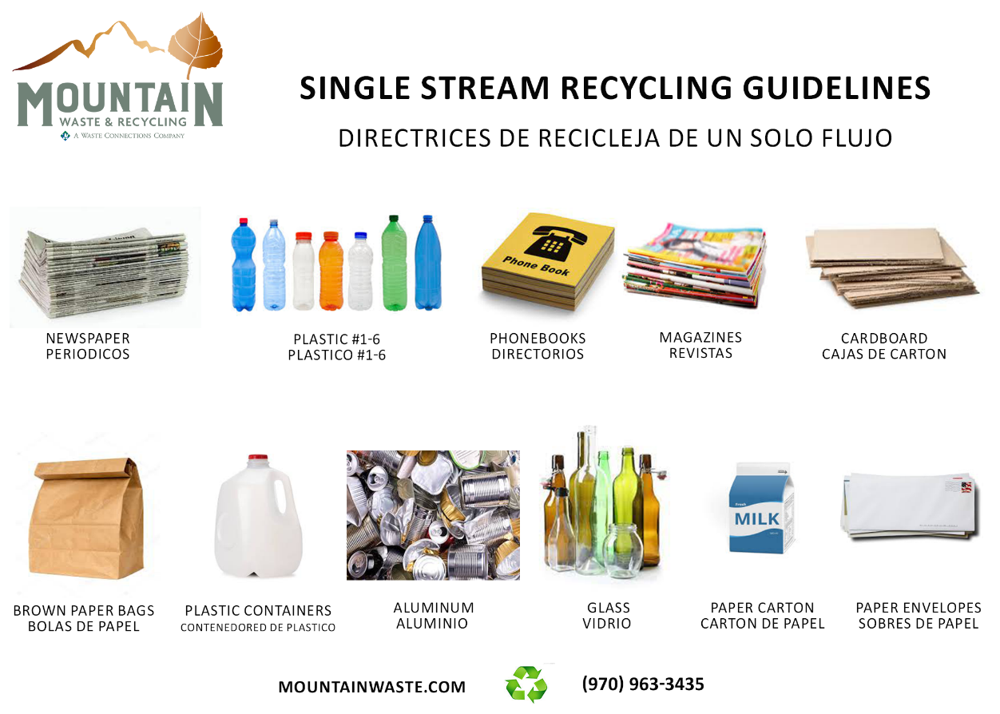 MOUNTAIN
WASTE & RECYCLING
A WASTE CONNECTIONS COMPANY
SINGLE STREAM RECYCLING GUIDELINES
DIRECTRICES DE RECICLEJA DE UN SOLO FLUJO
Phone Book
NEWSPAPER
PERIODICOS
PLASTIC #1-6
PLASTICO #1-6
PHONEBOOKS
DIRECTORIOS
MAGAZINES
REVISTAS
CARDBOARD
CAJAS DE CARTON
Fresh
MILK
BROWN PAPER BAGS
BOLAS DE PAPEL
PLASTIC CONTAINERS
CONTENEDORED DE PLASTICO
ALUMINUM
ALUMINIO
GLASS
VIDRIO
PAPER CARTON
CARTON DE PAPEL
PAPER ENVELOPES
SOBRES DE PAPEL
MOUNTAINWASTE.COM
(970) 963-3435